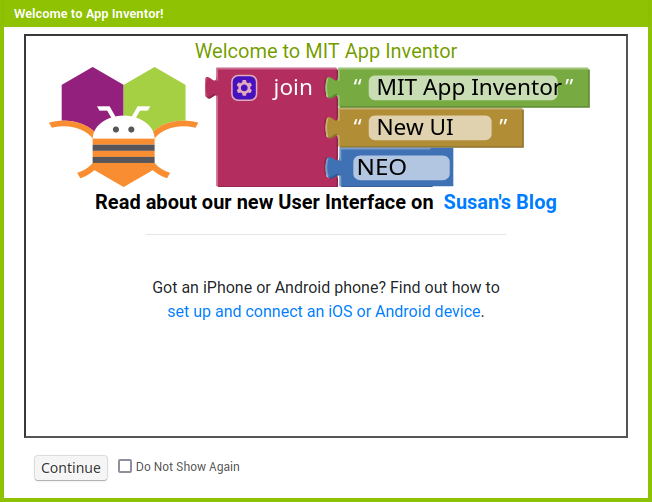 Welcome to App Inventor!
Welcome to MIT App Inventor
join “ MIT App Inventor ”
“ New UI ”
NEO
Read about our new User Interface on Susan's Blog
Got an iPhone or Android phone? Find out how to
set up and connect an iOS or Android device.
Continue Do Not Show Again